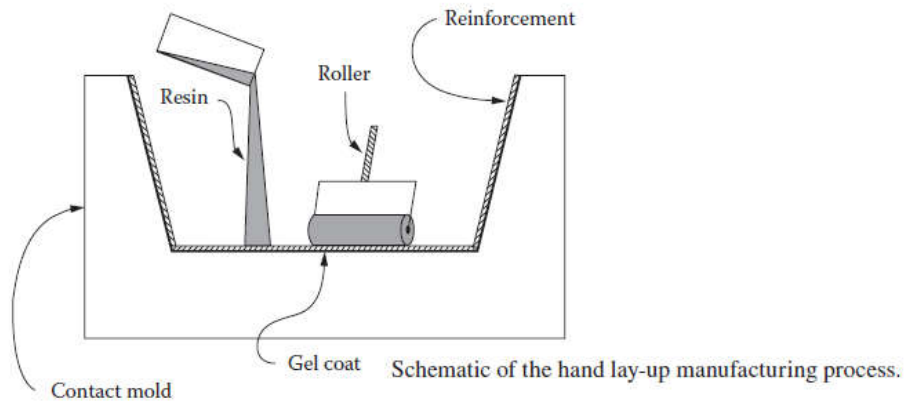 Reinforcement
Roller
Resin
Gel coat
Schematic of the hand lay-up manufacturing process.
Contact mold